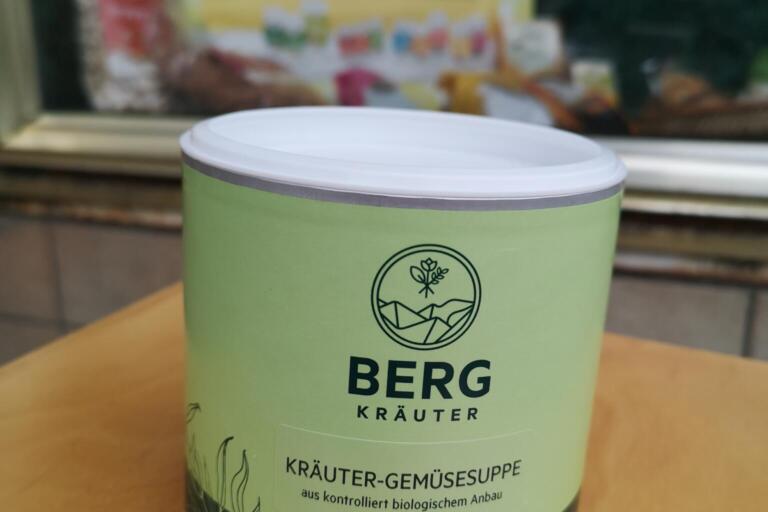 BERG
KRÄUTER
KRÄUTER-GEMÜSESUPPE
aus kontrolliert biologischem Anbau